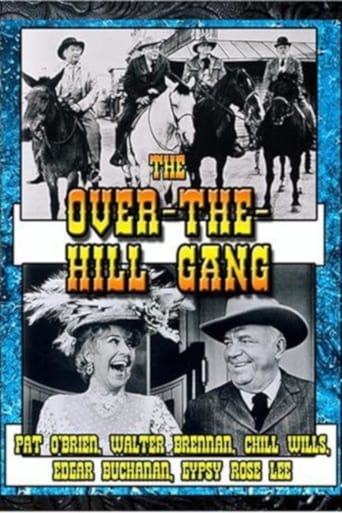 THE
OVER-THE-
HILL GANG
PAT O'BRIEN, WALTER BRENNAN, CHILL WILLS,
EDGAR BUCHANAN, GYPSY ROSE LEE